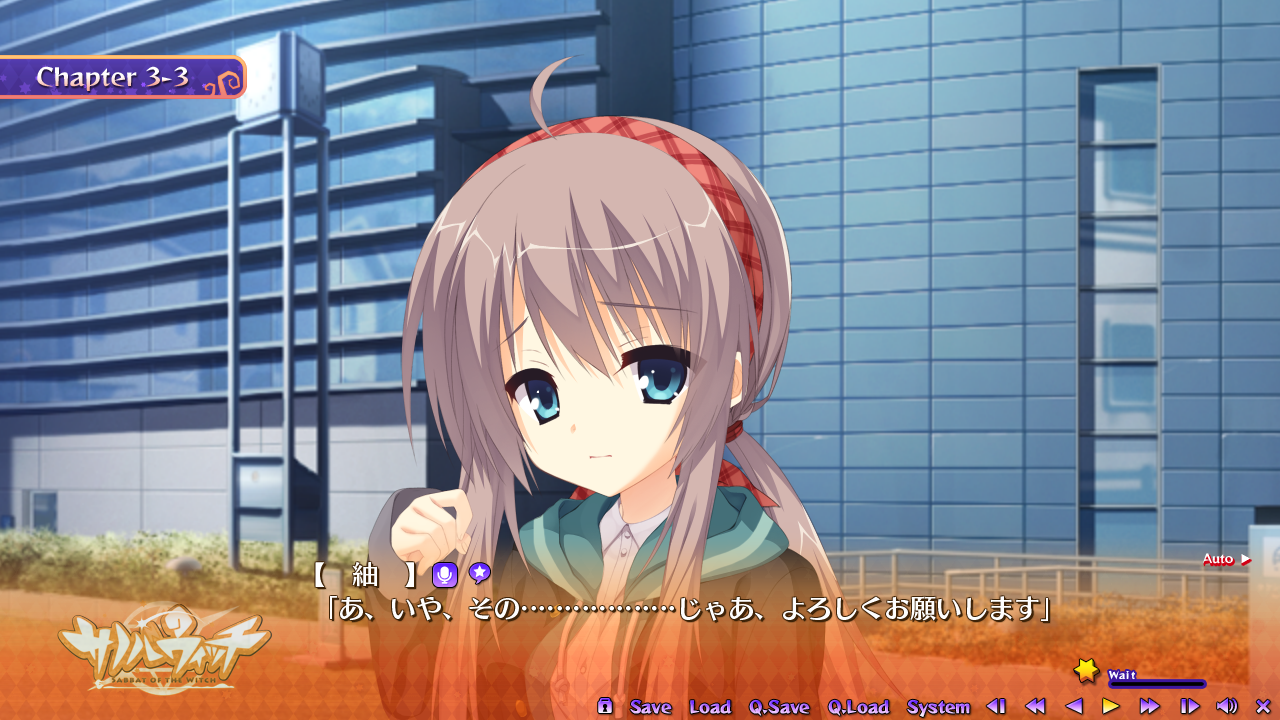 Chapter 3-3
【 紬 】
「あ、いや、その………………じゃあ、よろしくお願いします」
Auto
サノバウィッチ
SABBAT OF THE WITCH
Wait
Save Load Q.Save Q.Load System